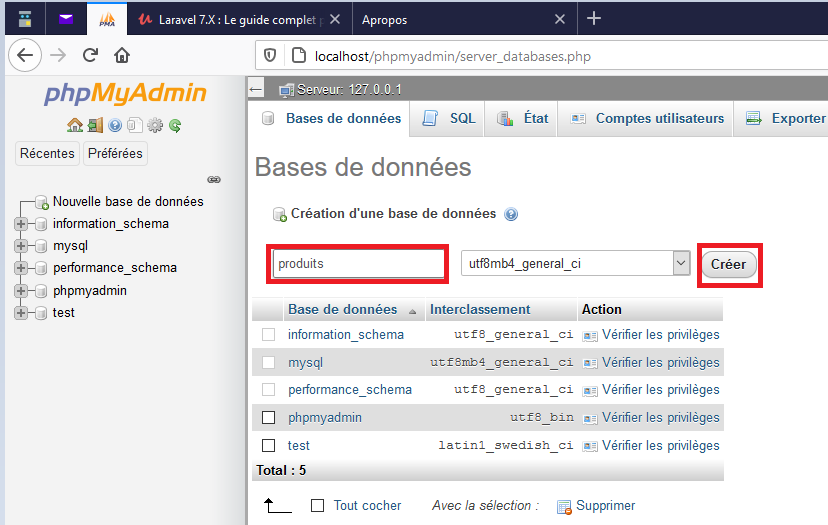 PMA
Laravel 7.X : Le guide complet
Apropos
localhost/phpmyadmin/server_databases.php
phpMyAdmin
Récentes Préférées
Nouvelle base de données
information_schema
mysql
performance_schema
phpmyadmin
test
Serveur: 127.0.0.1
Bases de données SQL État Comptes utilisateurs Exporter
Bases de données
Création d'une base de données
produits utf8mb4_general_ci Créer
Base de données Interclassement Action
information_schema utf8_general_ci Vérifier les privilèges
mysql utf8mb4_general_ci Vérifier les privilèges
performance_schema utf8_general_ci Vérifier les privilèges
phpmyadmin utf8_bin Vérifier les privilèges
test latin1_swedish_ci Vérifier les privilèges
Total : 5
Tout cocher Avec la sélection : Supprimer